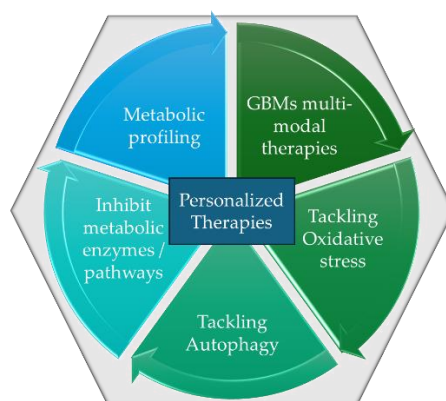 Metabolic
profiling
GBMs multi-
modal
therapies
Personalized
Therapies
Inhibit
metabolic
enzymes /
pathways
Tackling
Oxidative
stress
Tackling
Autophagy